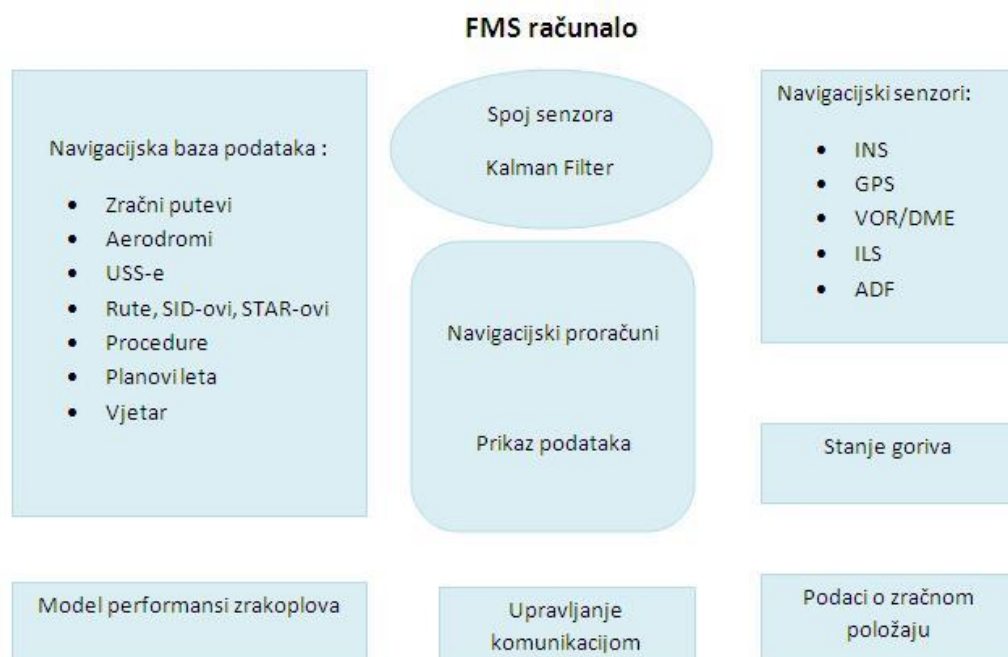 FMS računalo
Navigacijska baza podataka :
• Zračni putevi
• Aerodromi
• USS-e
• Rute, SID-ovi, STAR-ovi
• Procedure
• Planovi leta
• Vjetar
Spoj senzora
Kalman Filter
Navigacijski proračuni
Prikaz podataka
Navigacijski senzori:
• INS
• GPS
• VOR/DME
• ILS
• ADF
Stanje goriva
Model performansi zrakoplova
Upravljanje
komunikacijom
Podaci o zračnom
položaju